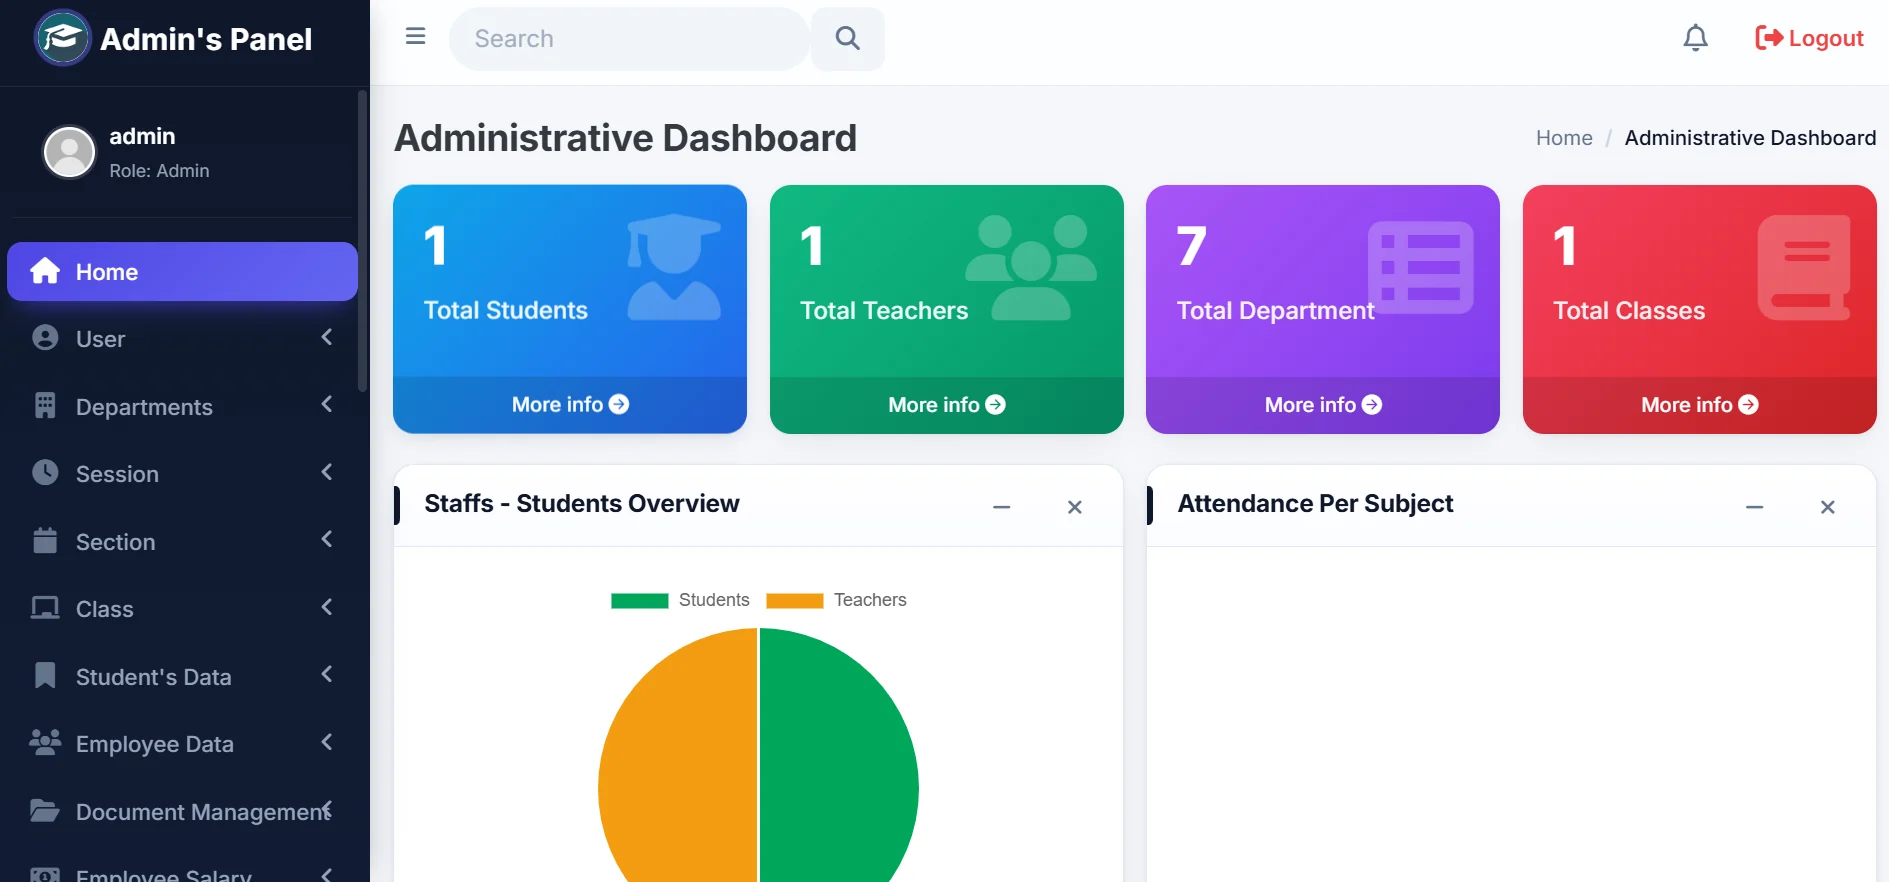 Admin's Panel
Search
Logout
admin
Role: Admin
Administrative Dashboard
Home / Administrative Dashboard
Home
User
Departments
Session
Section
Class
Student's Data
Employee Data
Document Management
Employee Salary
1
Total Students
More info
1
Total Teachers
More info
7
Total Department
More info
1
Total Classes
More info
Staffs - Students Overview
Students
Teachers
Attendance Per Subject